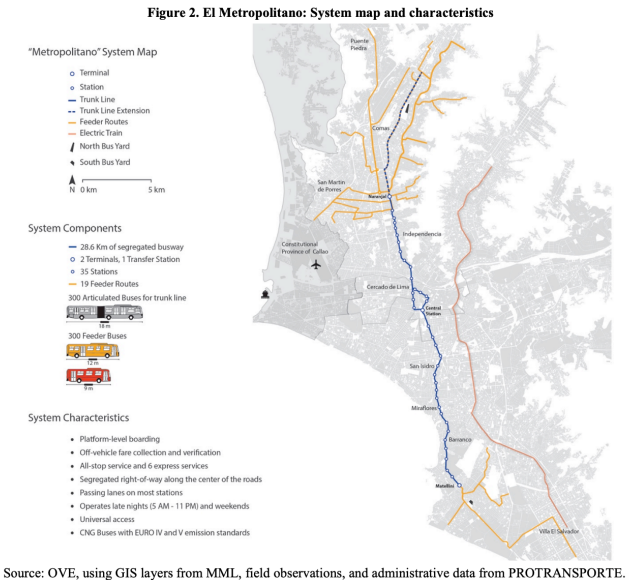 Figure 2. El Metropolitano: System map and characteristics
"Metropolitano" System Map
Terminal
Station
Trunk Line
Trunk Line Extension
Feeder Routes
Electric Train
North Bus Yard
South Bus Yard
N 0 km 5 km
System Components
28.6 Km of segregated busway
2 Terminals, 1 Transfer Station
35 Stations
19 Feeder Routes
300 Articulated Buses for trunk line
18 m
300 Feeder Buses
12 m
9 m
System Characteristics
• Platform-level boarding
• Off-vehicle fare collection and verification
• All-stop service and 6 express services
• Segregated right-of-way along the center of the roads
• Passing lanes on most stations
• Operates late nights (5 AM - 11 PM) and weekends
• Universal access
• CNG Buses with EURO IV and V emission standards
Puente
Piedra
Comas
San Martin
de Porres
Naranjal
Independencia
Constitutional
Province of Callao
Cercado de Lima
Central
Station
San Isidro
Miraflores
Barranco
Matellini
Villa El Salvador
Source: OVE, using GIS layers from MML, field observations, and administrative data from PROTRANSPORTE.